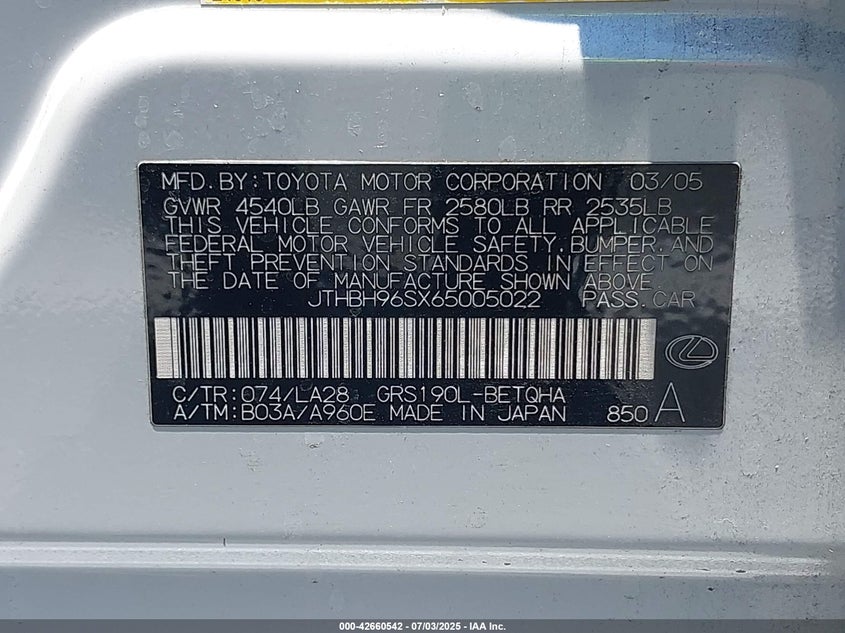 MFD.BY:TOYOTA MOTOR CORPORATION 03/05
GVWR 4540LB GAWR FR 2580LB RR 2535LB
THIS VEHICLE CONFORMS TO ALL APPLICABLE
FEDERAL MOTOR VEHICLE SAFETY,BUMPER,AND
THEFT PREVENTION STANDARDS IN EFFECT ON
THE DATE OF MANUFACTURE SHOWN ABOVE.
JTHBH96SX65005022 PASS.CAR
C/TR:074/LA28 GRS190L-BETQHA
A/TM:B03A/A960E MADE IN JAPAN 850 A
000-42660542 - 07/03/2025 - IAA Inc.